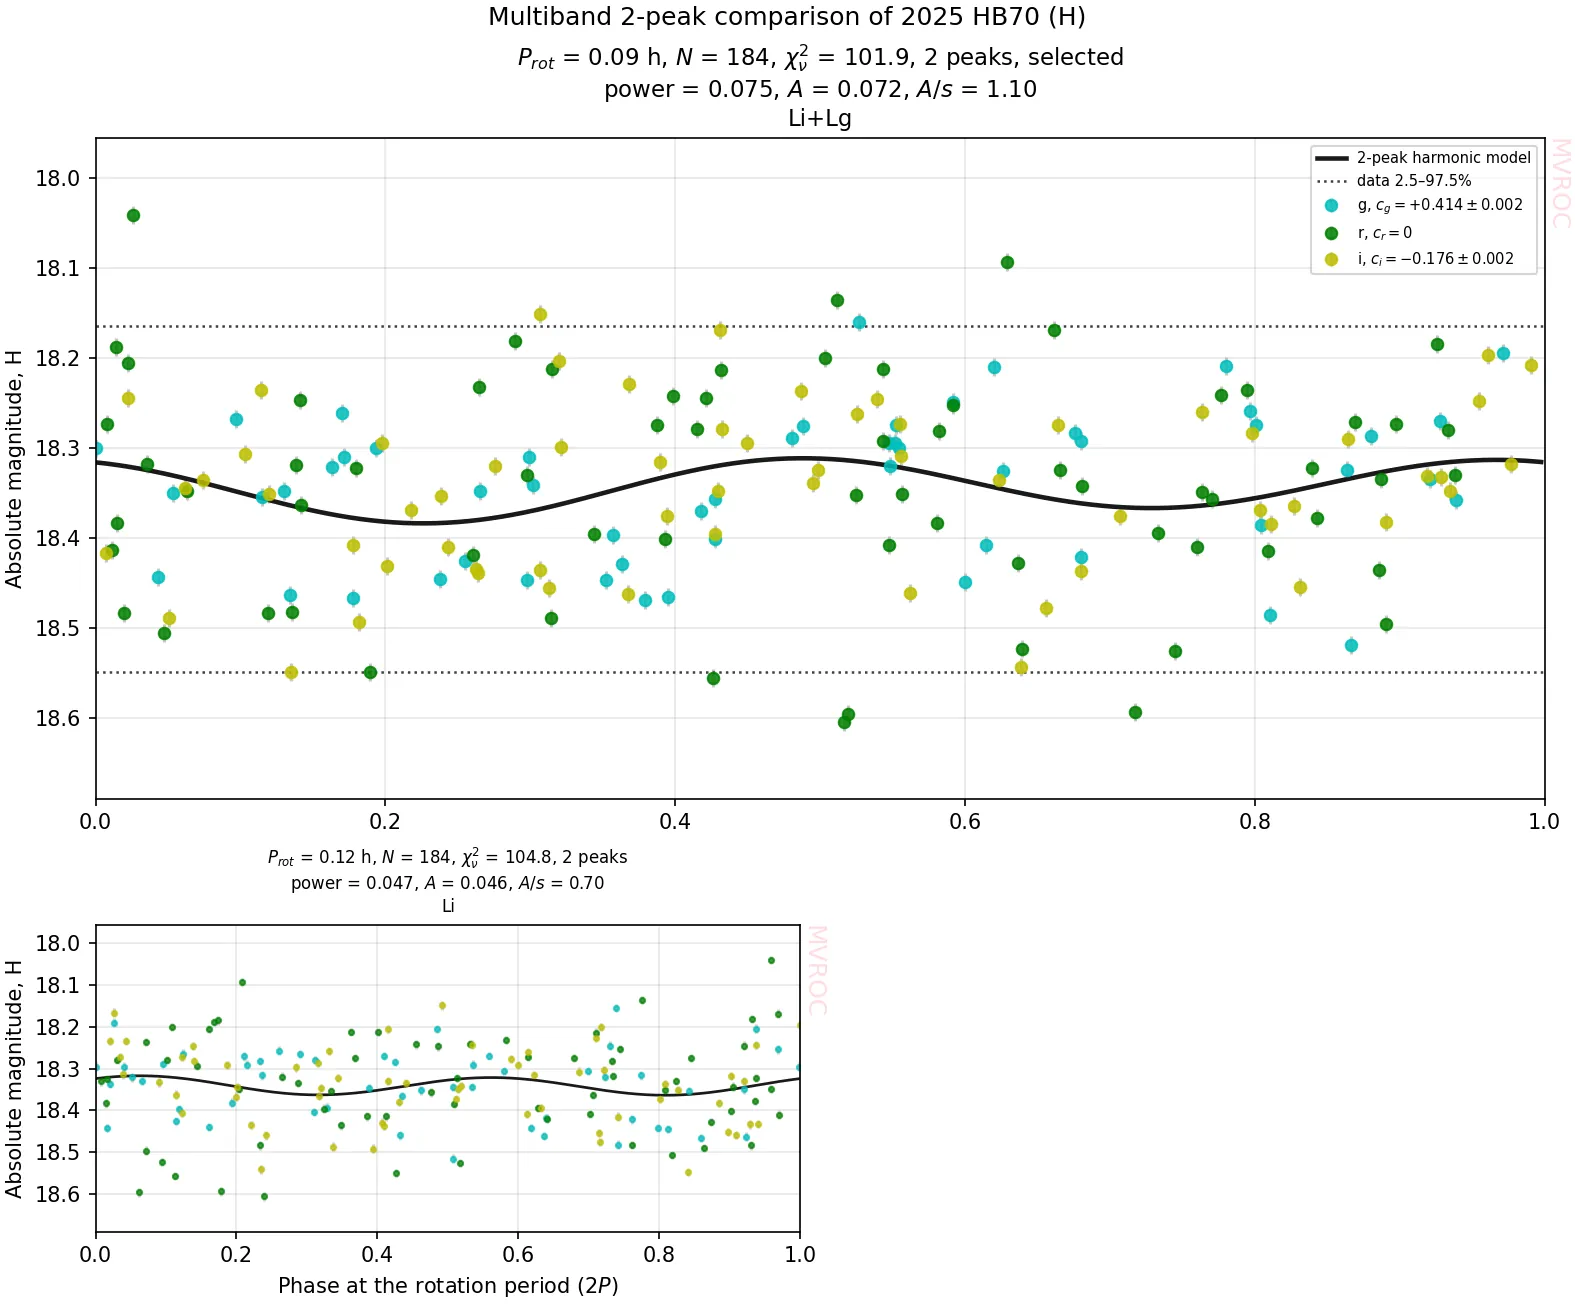 Multiband 2-peak comparison of 2025 HB70 (H)
P_rot = 0.09 h, N = 184, χ²_ν = 101.9, 2 peaks, selected
power = 0.075, A = 0.072, A/s = 1.10
Li+Lg
Absolute magnitude, H
18.0
18.1
18.2
18.3
18.4
18.5
18.6
0.0 0.2 0.4 0.6 0.8 1.0
2-peak harmonic model
data 2.5–97.5%
g, c_g = +0.414 ± 0.002
r, c_r = 0
i, c_i = −0.176 ± 0.002
MVROC
P_rot = 0.12 h, N = 184, χ²_ν = 104.8, 2 peaks
power = 0.047, A = 0.046, A/s = 0.70
Li
Absolute magnitude, H
18.0
18.1
18.2
18.3
18.4
18.5
18.6
0.0 0.2 0.4 0.6 0.8 1.0
Phase at the rotation period (2P)
MVROC